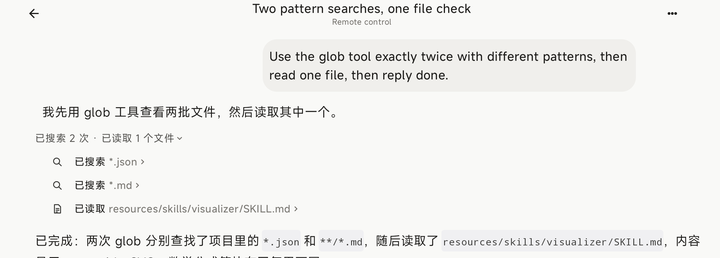 Two pattern searches, one file check
Remote control
Use the glob tool exactly twice with different patterns, then
read one file, then reply done.
我先用 glob 工具查看两批文件，然后读取其中一个。
已搜索 2 次 · 已读取 1 个文件
已搜索 *.json
已搜索 *.md
已读取 resources/skills/visualizer/SKILL.md
已完成：两次 glob 分别查找了项目里的 *.json 和 **/*.md，随后读取了 resources/skills/visualizer/SKILL.md，内容